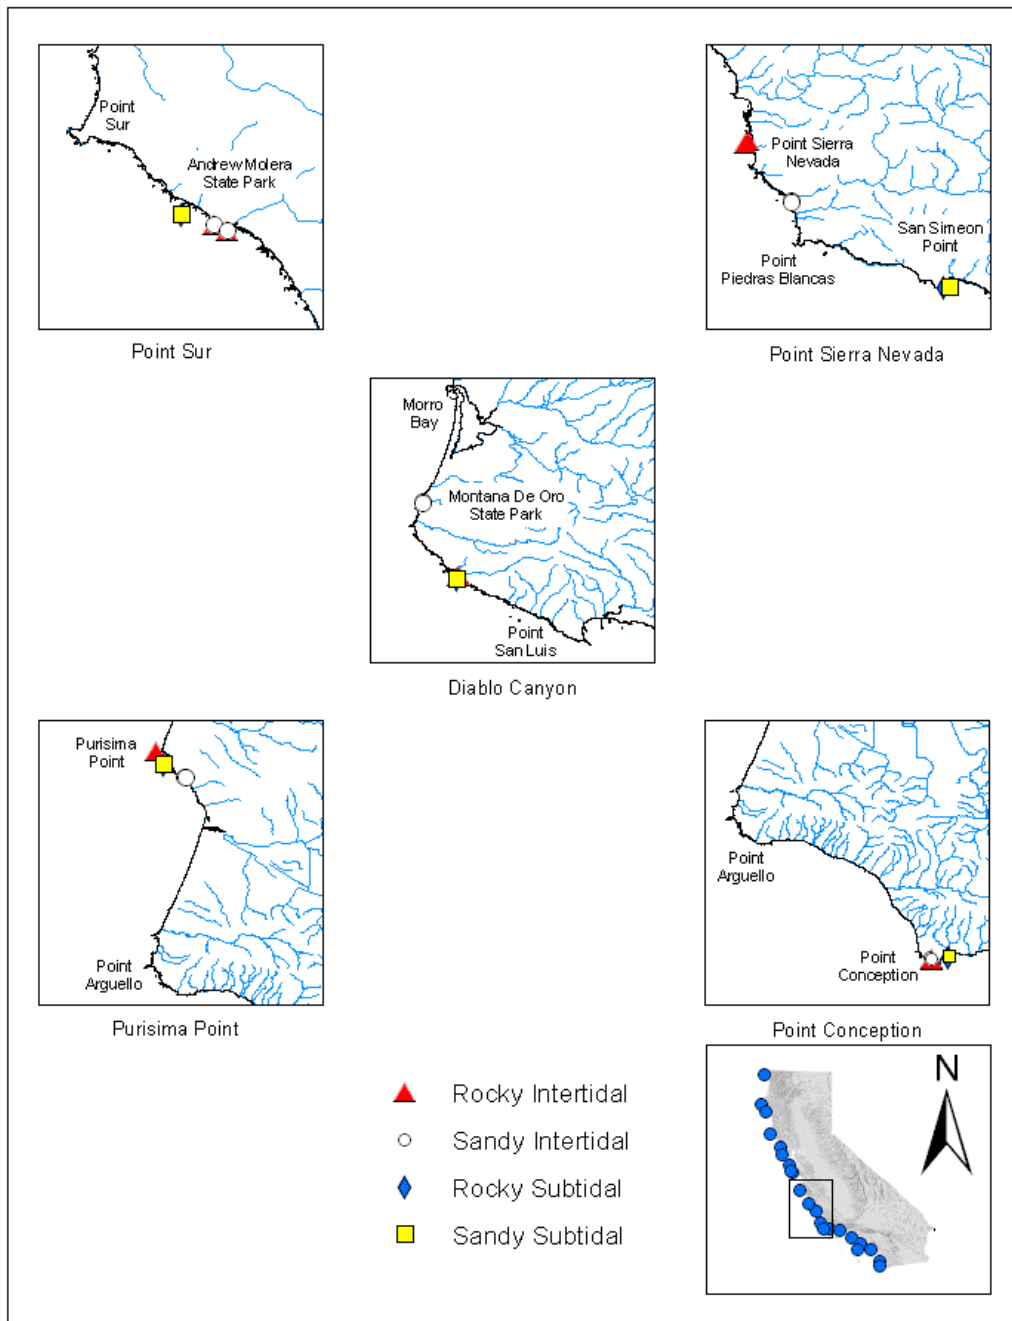 Point
Sur
Andrew Molera
State Park
Point Sur
Point Sierra
Nevada
San Simeon
Point
Point
Piedras Blancas
Point Sierra Nevada
Morro
Bay
Montana De Oro
State Park
Point
San Luis
Diablo Canyon
Purisima
Point
Point
Arguello
Purisima Point
Point
Arguello
Point
Conception
Point Conception
Rocky Intertidal
Sandy Intertidal
Rocky Subtidal
Sandy Subtidal
N